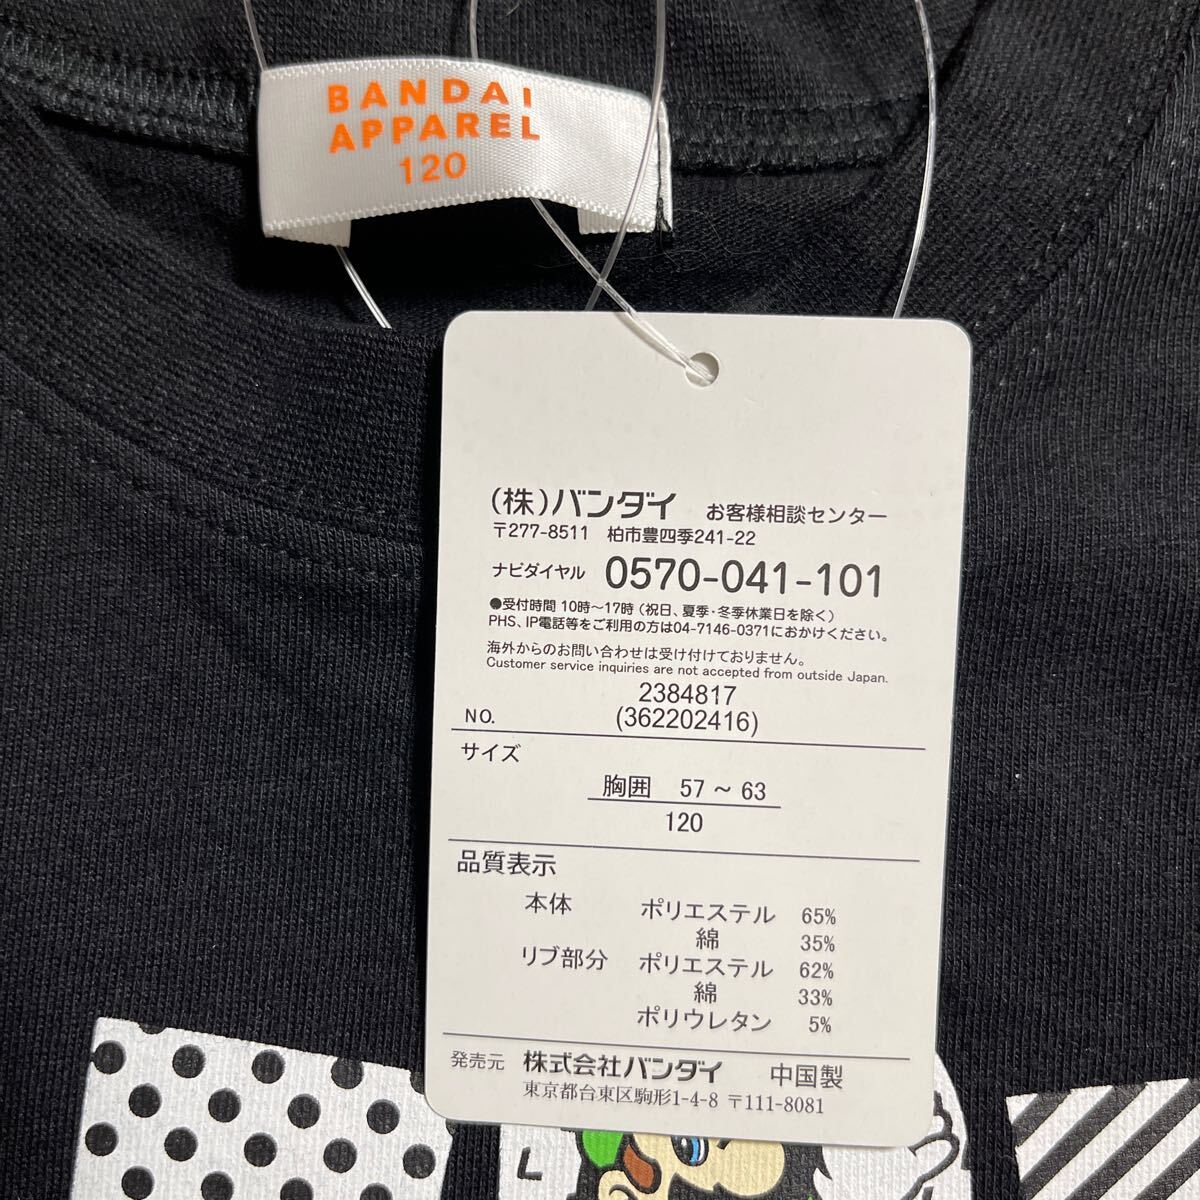 BANDAI
APPAREL
120
(株)バンダイ お客様相談センター
〒277-8511 柏市豊四季241-22
ナビダイヤル 0570-041-101
●受付時間 10時～17時 (祝日、夏季・冬季休業日を除く)
PHS、IP電話等をご利用の方は04-7146-0371におかけください。
海外からのお問い合わせは受け付けておりません。
Customer service inquiries are not accepted from outside Japan.
2384817
NO. (362202416)
サイズ
胸囲 57 ～ 63
120
品質表示
本体 ポリエステル 65%
綿 35%
リブ部分 ポリエステル 62%
綿 33%
ポリウレタン 5%
発売元 株式会社バンダイ 中国製
東京都台東区駒形1-4-8 〒111-8081
L